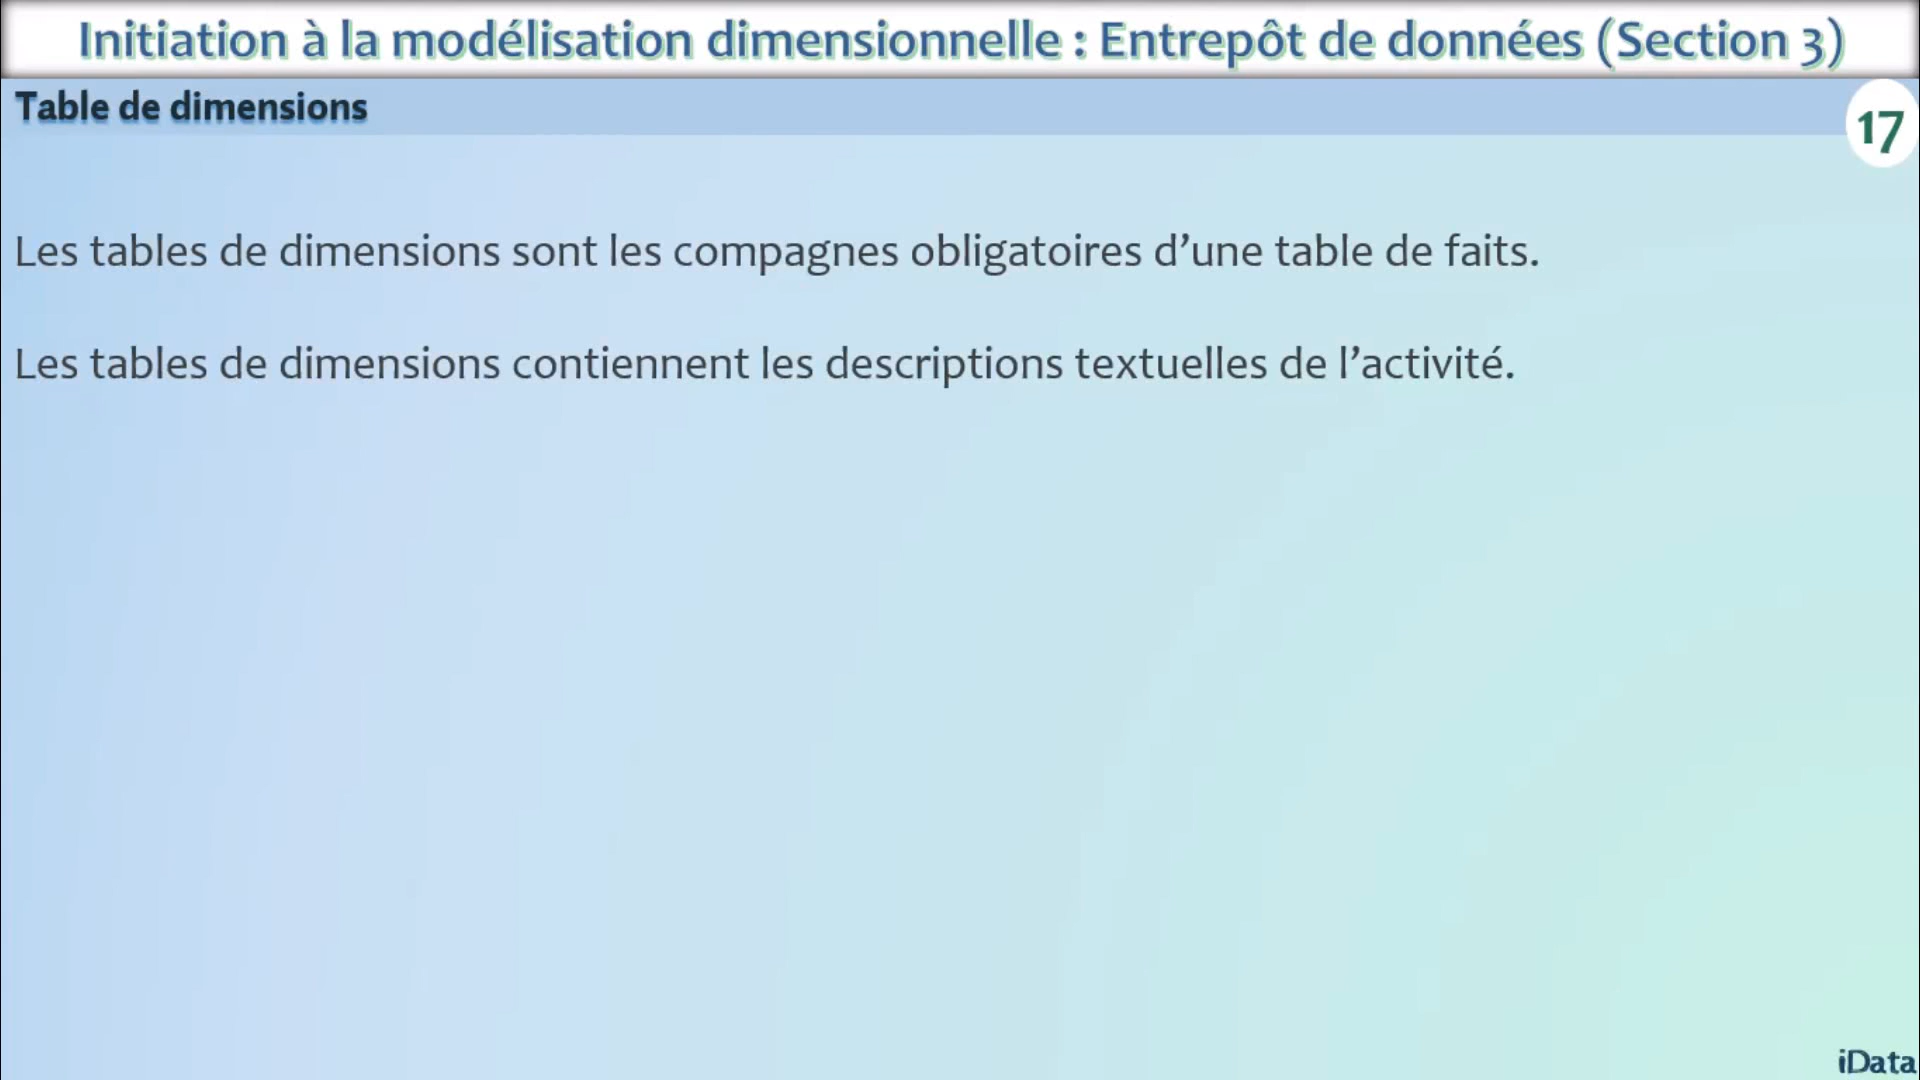 Initiation à la modélisation dimensionnelle : Entrepôt de données (Section 3)
Table de dimensions
17
Les tables de dimensions sont les compagnes obligatoires d’une table de faits.
Les tables de dimensions contiennent les descriptions textuelles de l’activité.
iData